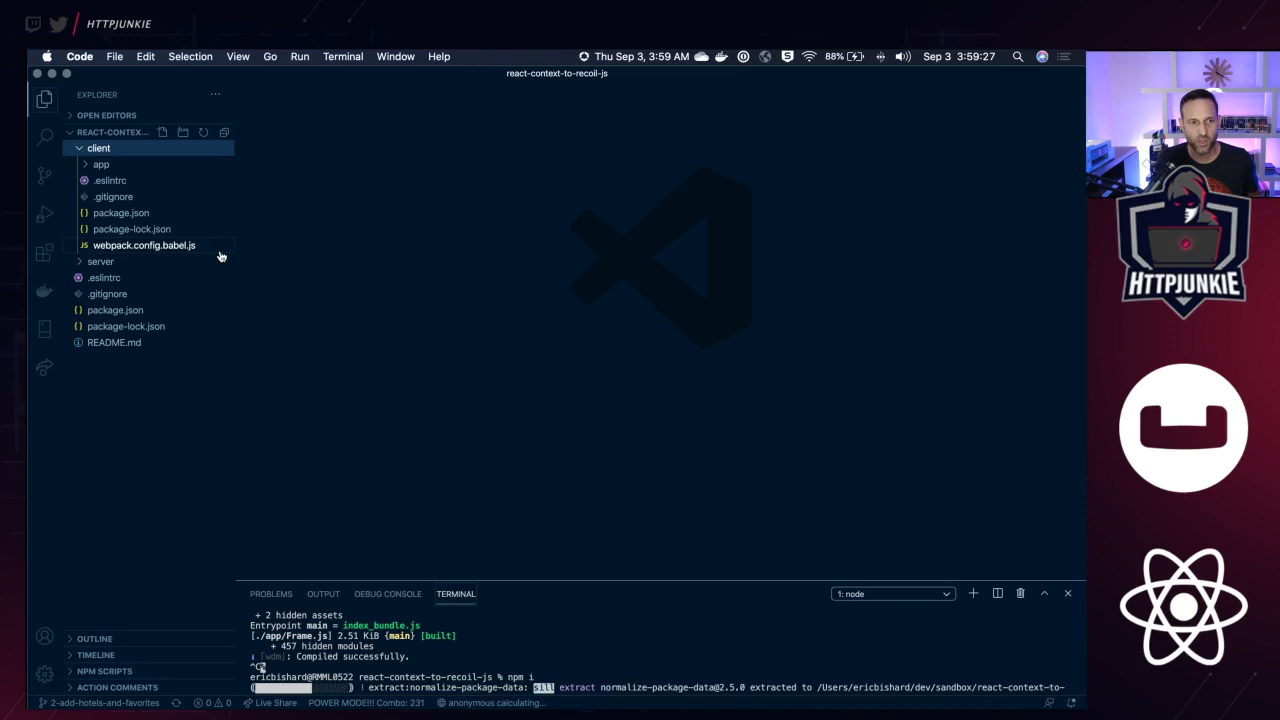 HTTPJUNKIE
Code File Edit Selection View Go Run Terminal Window Help
Thu Sep 3, 3:59 AM
88%
Sep 3 3:59:27
react-context-to-recoil-js
EXPLORER
OPEN EDITORS
REACT-CONTEX...
client
app
.eslintrc
.gitignore
package.json
package-lock.json
JS webpack.config.babel.js
server
.eslintrc
.gitignore
package.json
package-lock.json
README.md
OUTLINE
TIMELINE
NPM SCRIPTS
ACTION COMMENTS
PROBLEMS OUTPUT DEBUG CONSOLE TERMINAL
1: node
+ 2 hidden assets
Entrypoint main = index_bundle.js
[./app/Frame.js] 2.51 KiB {main} [built]
+ 457 hidden modules
i [wdm]: Compiled successfully.
^C
ericbishard@RMML0522 react-context-to-recoil-js % npm i
⸩ ⠇ extract:normalize-package-data: sill extract normalize-package-data@2.5.0 extracted to /Users/ericbishard/dev/sandbox/react-context-to-
2-add-hotels-and-favorites 0 0 Live Share POWER MODE!!! Combo: 231 anonymous calculating...
HTTPJUNKIE